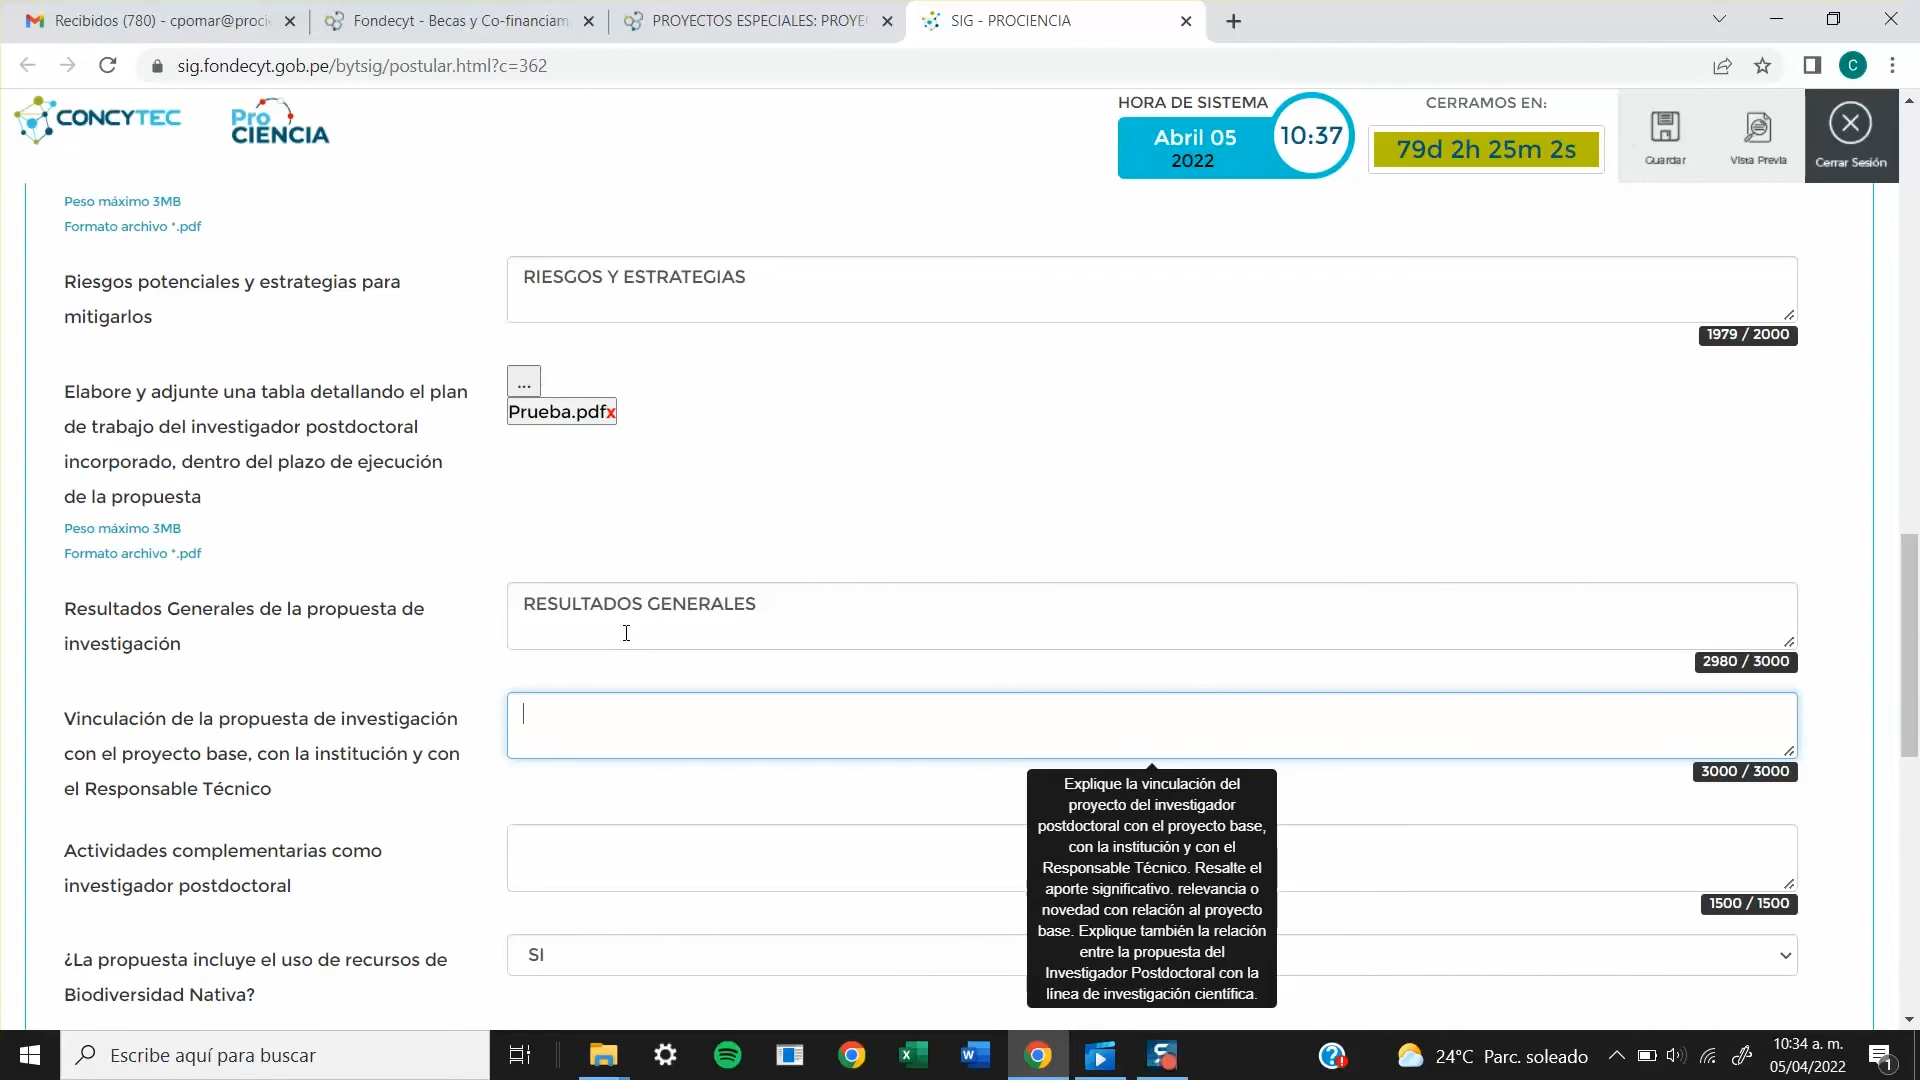 Recibidos (780) - cpomar@proci
Fondecyt - Becas y Co-financiam
PROYECTOS ESPECIALES: PROYE
SIG - PROCIENCIA
sig.fondecyt.gob.pe/bytsig/postular.html?c=362
C
CONCYTEC
Pro
CIENCIA
HORA DE SISTEMA
Abril 05
2022
10:37
CERRAMOS EN:
79d 2h 25m 2s
Guardar
Vista Previa
Cerrar Sesión
Peso máximo 3MB
Formato archivo *.pdf
Riesgos potenciales y estrategias para
mitigarlos
RIESGOS Y ESTRATEGIAS
1979 / 2000
Elabore y adjunte una tabla detallando el plan
de trabajo del investigador postdoctoral
incorporado, dentro del plazo de ejecución
de la propuesta
...
Prueba.pdfx
Peso máximo 3MB
Formato archivo *.pdf
Resultados Generales de la propuesta de
investigación
RESULTADOS GENERALES
2980 / 3000
Vinculación de la propuesta de investigación
con el proyecto base, con la institución y con
el Responsable Técnico
3000 / 3000
Explique la vinculación del
proyecto del investigador
postdoctoral con el proyecto base,
con la institución y con el
Responsable Técnico. Resalte el
aporte significativo. relevancia o
novedad con relación al proyecto
base. Explique también la relación
entre la propuesta del
Investigador Postdoctoral con la
línea de investigación científica.
Actividades complementarias como
investigador postdoctoral
1500 / 1500
¿La propuesta incluye el uso de recursos de
Biodiversidad Nativa?
SI
Escribe aquí para buscar
24°C Parc. soleado
10:34 a. m.
05/04/2022
1